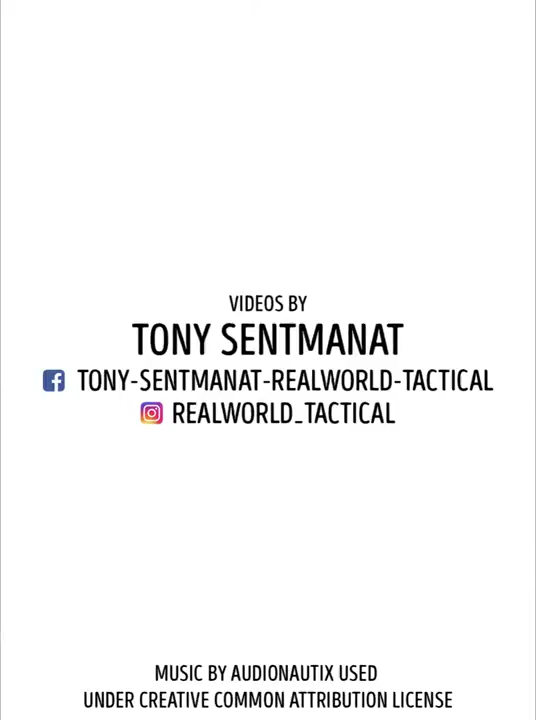 VIDEOS BY
TONY SENTMANAT
TONY-SENTMANAT-REALWORLD-TACTICAL
REALWORLD_TACTICAL
MUSIC BY AUDIONAUTIX USED
UNDER CREATIVE COMMON ATTRIBUTION LICENSE